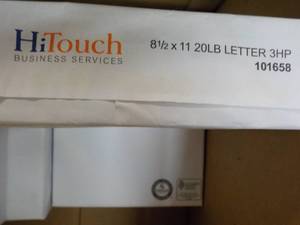 HiTouch
BUSINESS SERVICES
8½ x 11 20LB LETTER 3HP
101658